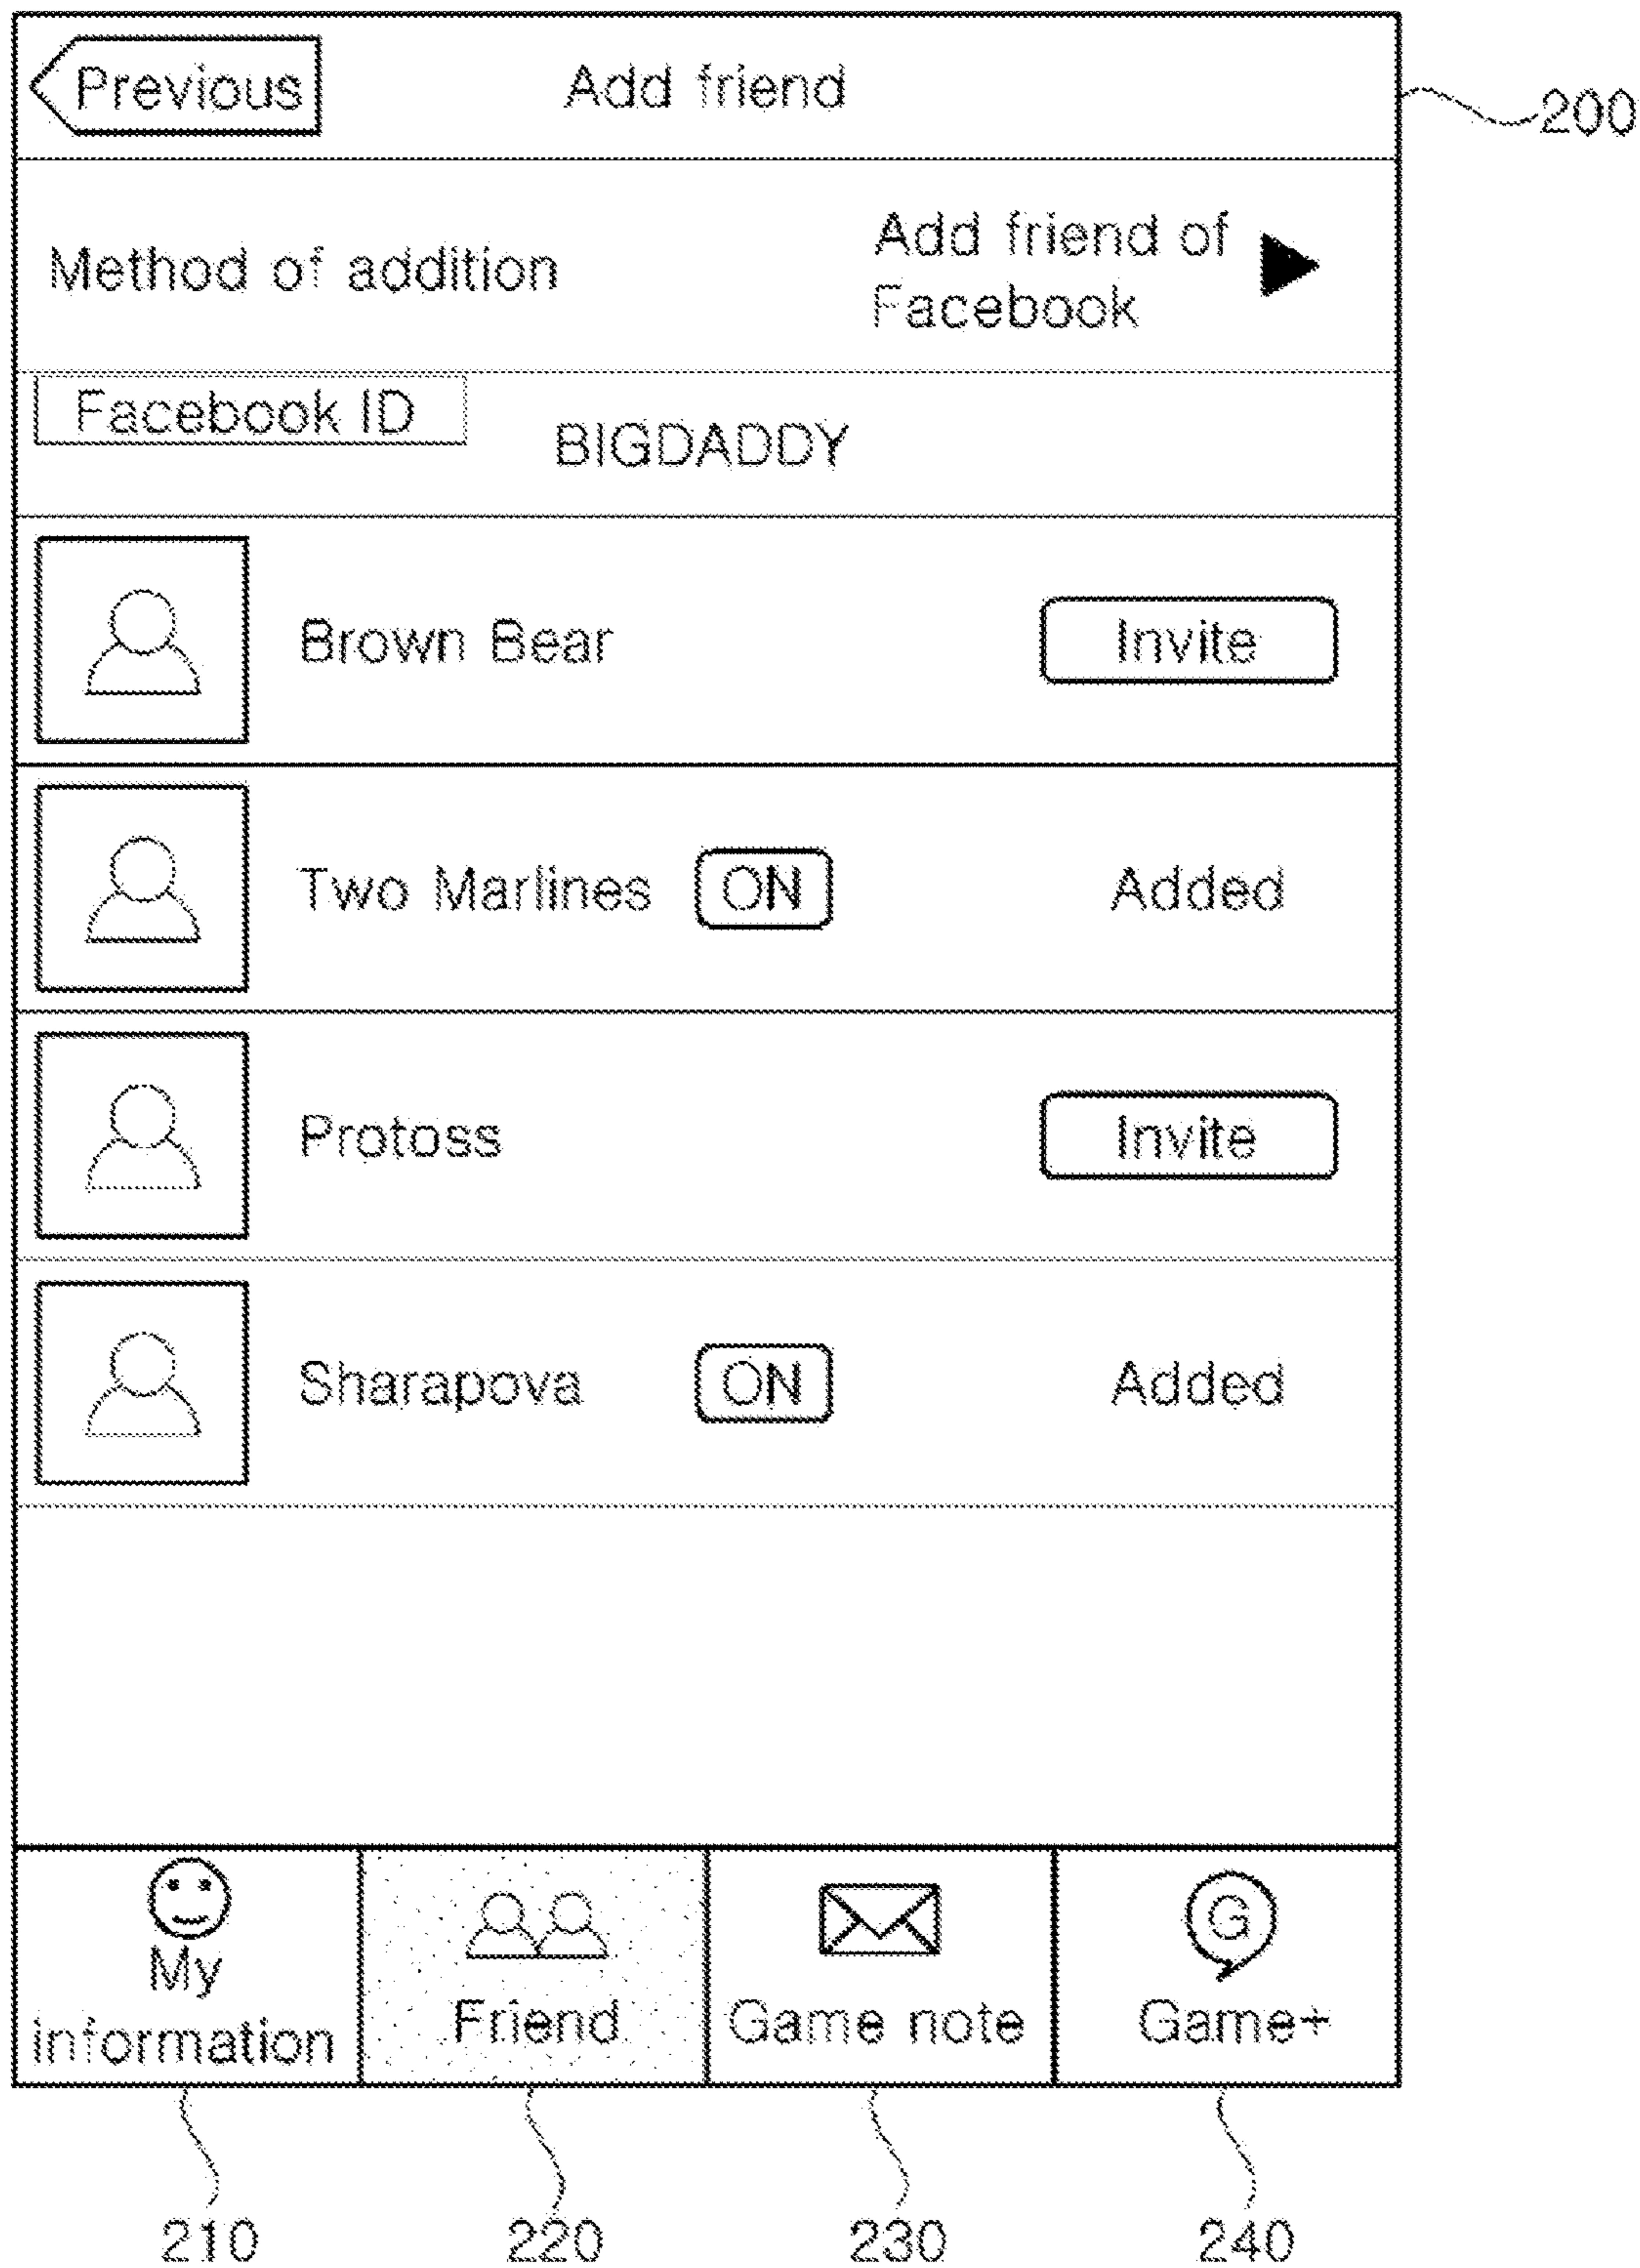 Previous
Add friend
200
Method of addition
Add friend of
Facebook
Facebook ID
BIGDADDY
Brown Bear
Invite
Two Marlines
ON
Added
Protoss
Invite
Sharapova
ON
Added
My
information
Friend
Game note
G
Game+
210
220
230
240